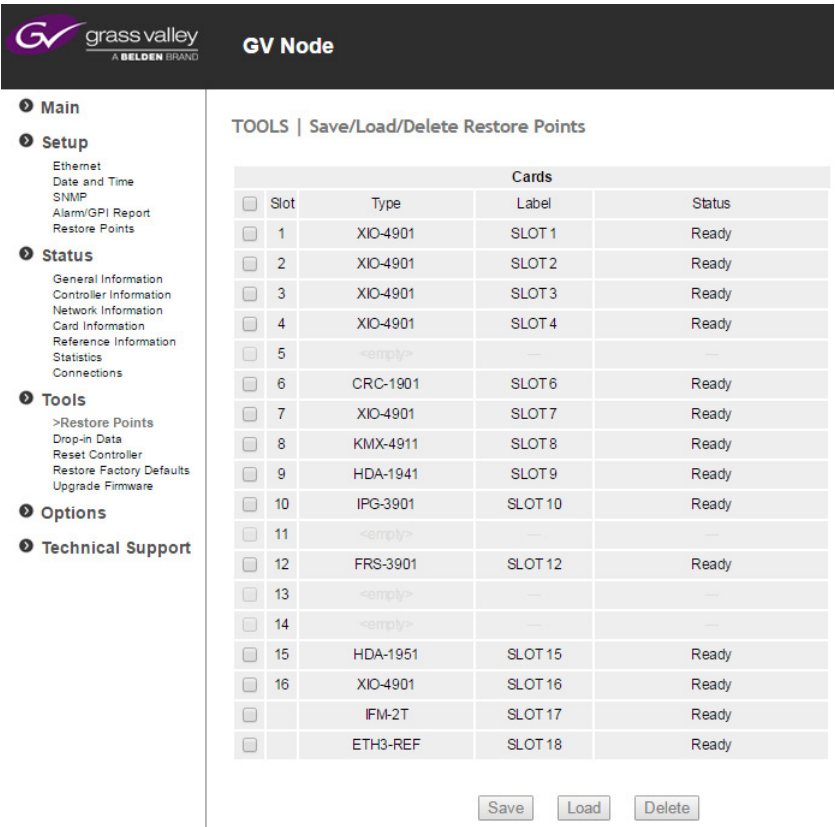 GV grass valley
A BELDEN BRAND
GV Node
Main
Setup
Ethernet
Date and Time
SNMP
Alarm/GPI Report
Restore Points
Status
General Information
Controller Information
Network Information
Card Information
Reference Information
Statistics
Connections
Tools
>Restore Points
Drop-in Data
Reset Controller
Restore Factory Defaults
Upgrade Firmware
Options
Technical Support
TOOLS | Save/Load/Delete Restore Points
Cards
Slot Type Label Status
1 XIO-4901 SLOT 1 Ready
2 XIO-4901 SLOT 2 Ready
3 XIO-4901 SLOT 3 Ready
4 XIO-4901 SLOT 4 Ready
5 <empty> — —
6 CRC-1901 SLOT 6 Ready
7 XIO-4901 SLOT 7 Ready
8 KMX-4911 SLOT 8 Ready
9 HDA-1941 SLOT 9 Ready
10 IPG-3901 SLOT 10 Ready
11 <empty> — —
12 FRS-3901 SLOT 12 Ready
13 <empty> — —
14 <empty> — —
15 HDA-1951 SLOT 15 Ready
16 XIO-4901 SLOT 16 Ready
IFM-2T SLOT 17 Ready
ETH3-REF SLOT 18 Ready
Save Load Delete